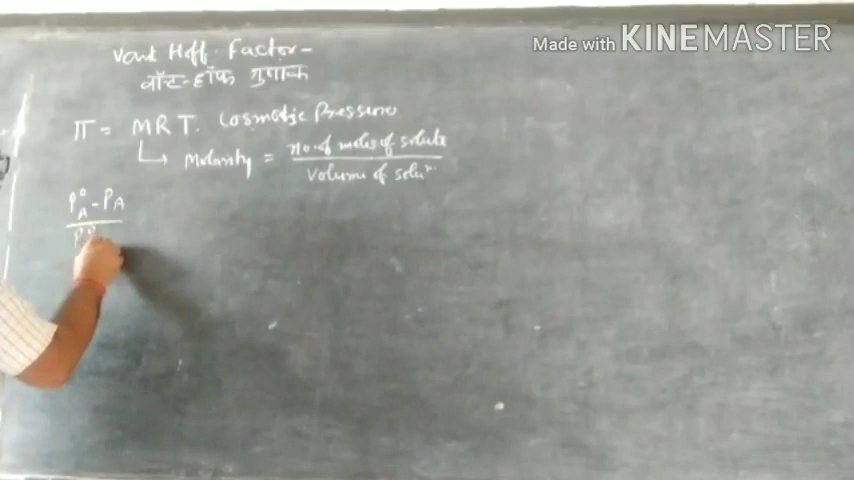 Made with KINEMASTER
Vant Hoff Factor-
वॉट-हॉफ गुणांक
π = MRT. (osmotic Pressure
Molarity = no. of moles of solute
Volume of solu
P°A - PA
P°